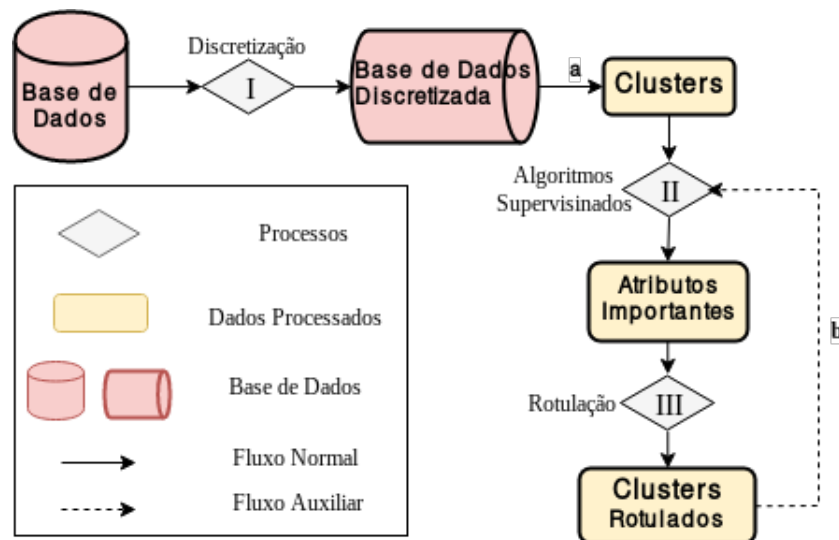 Discretização
Base de
Dados
I
Base de Dados
Discretizada
a
Clusters
Algoritmos
Supervisinados
II
Atributos
Importantes
b
Rotulação
III
Clusters
Rotulados
Processos
Dados Processados
Base de Dados
Fluxo Normal
Fluxo Auxiliar